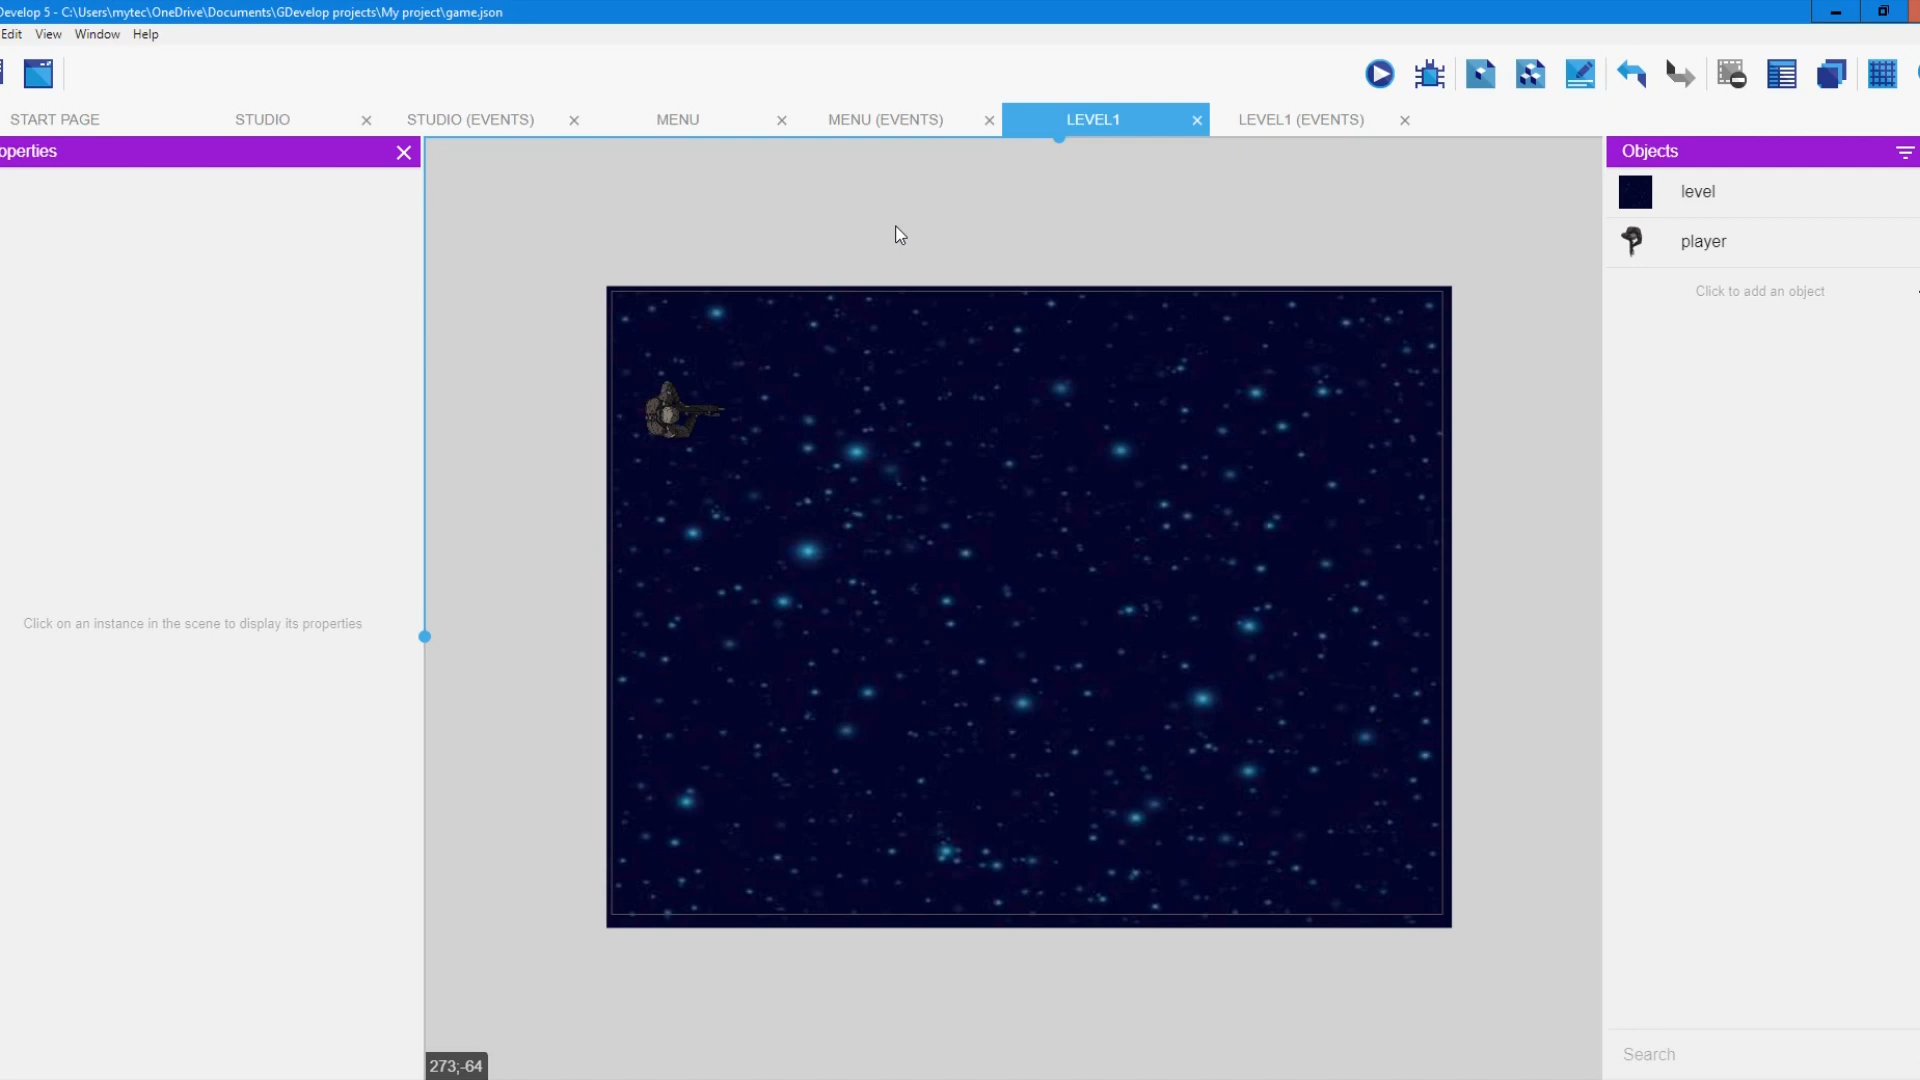 Develop 5 - C:\Users\mytec\OneDrive\Documents\GDevelop projects\My project\game.json
Edit View Window Help
START PAGE STUDIO STUDIO (EVENTS) MENU MENU (EVENTS) LEVEL1 LEVEL1 (EVENTS)
operties
Objects
level
player
Click to add an object
Click on an instance in the scene to display its properties
273;-64
Search